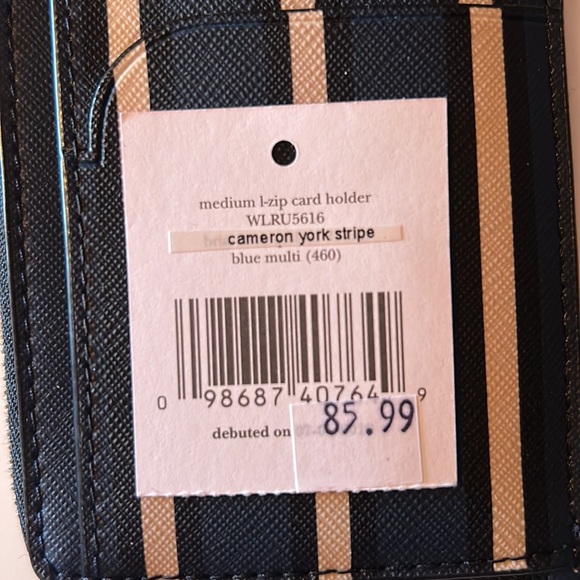 medium l-zip card holder
WLRU5616
cameron york stripe
blue multi (460)
0 98687 40764 9
85.99
debuted on